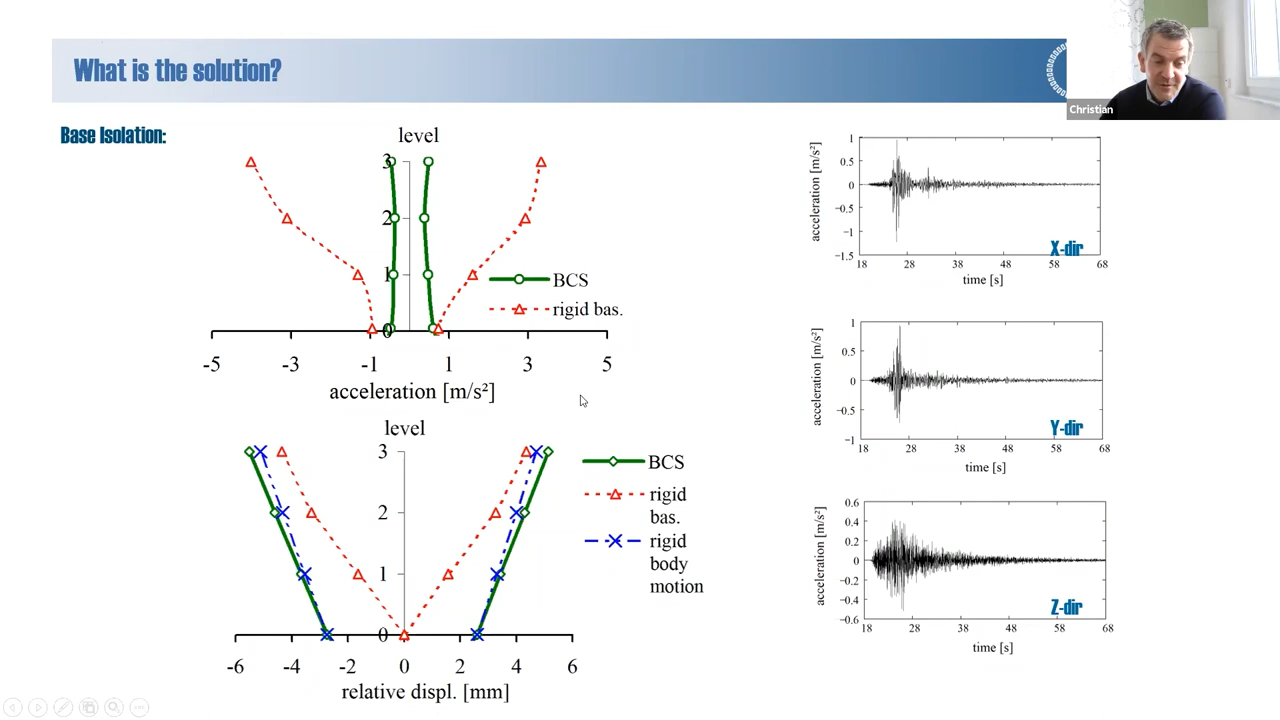 What is the solution?
Christian
Base Isolation:
level
3
2
1
0
BCS
rigid bas.
-5 -3 -1 1 3 5
acceleration [m/s²]
level
3
2
1
0
BCS
rigid
bas.
rigid
body
motion
-6 -4 -2 0 2 4 6
relative displ. [mm]
acceleration [m/s²]
1
0.5
0
−0.5
−1
−1.5
X-dir
18 28 38 48 58 68
time [s]
acceleration [m/s²]
1
0.5
0
−0.5
−1
Y-dir
18 28 38 48 58 68
time [s]
acceleration [m/s²]
0.6
0.4
0.2
0
−0.2
−0.4
−0.6
Z-dir
18 28 38 48 58 68
time [s]